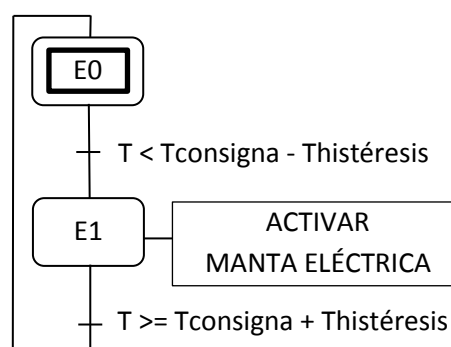 E0
T < Tconsigna - Thistéresis
E1
ACTIVAR
MANTA ELÉCTRICA
T >= Tconsigna + Thistéresis